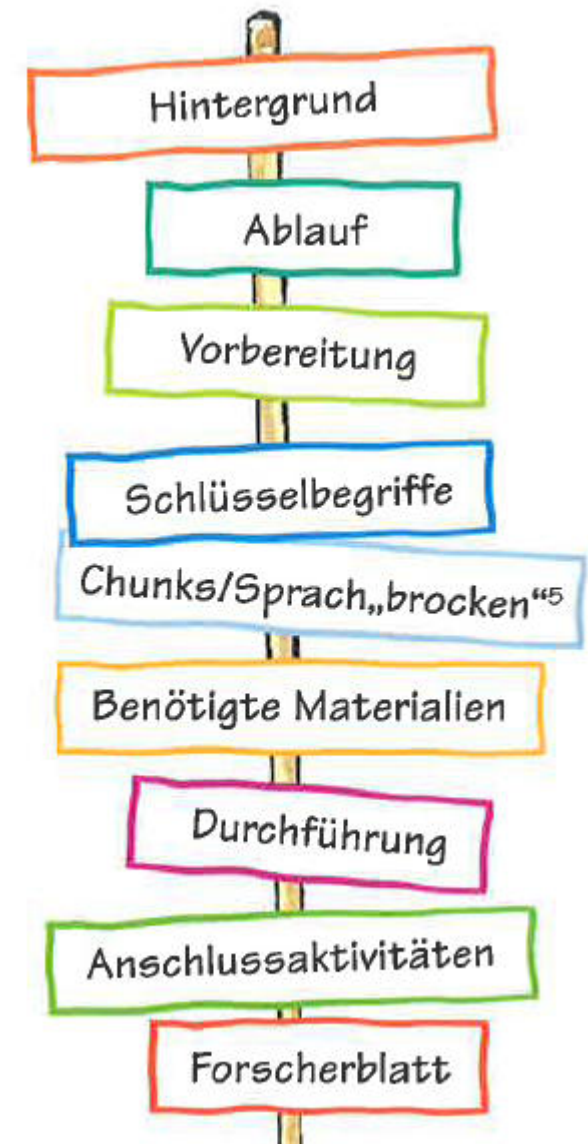 Hintergrund
Ablauf
Vorbereitung
Schlüsselbegriffe
Chunks/Sprach„brocken“⁵
Benötigte Materialien
Durchführung
Anschlussaktivitäten
Forscherblatt